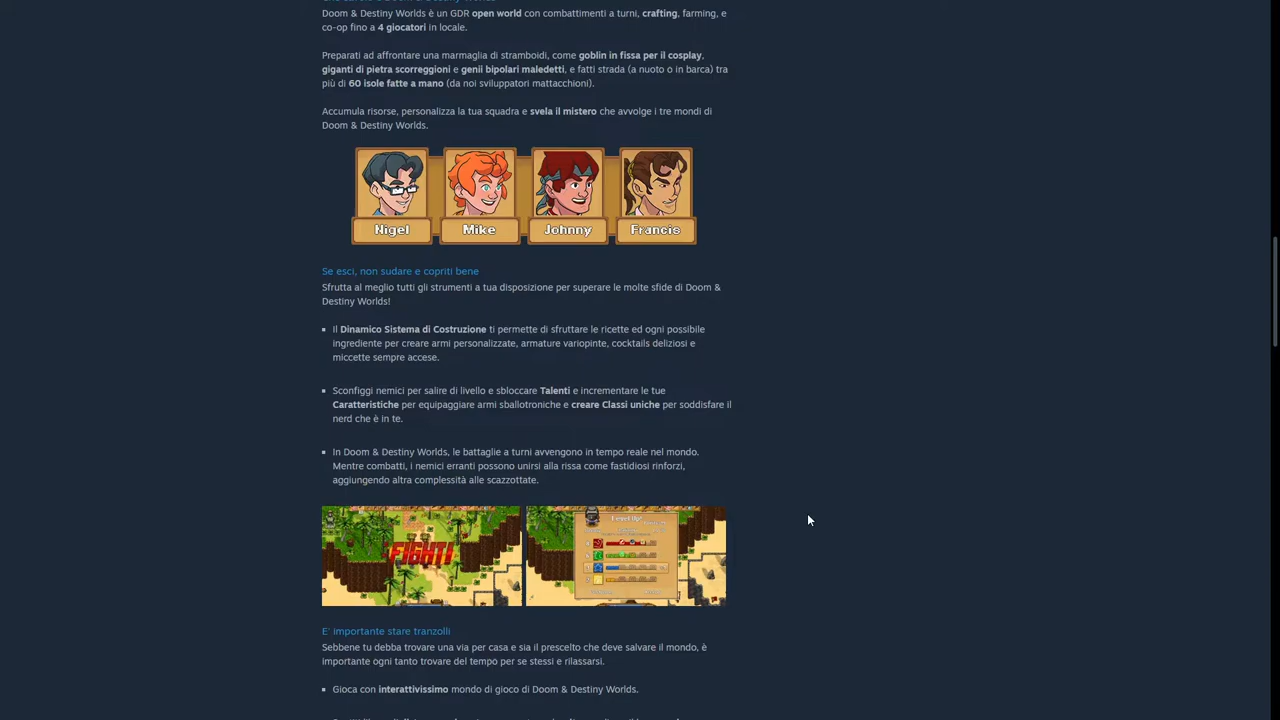 Doom & Destiny Worlds è un GDR open world con combattimenti a turni, crafting, farming, e
co-op fino a 4 giocatori in locale.
Preparati ad affrontare una marmaglia di stramboidi, come goblin in fissa per il cosplay,
giganti di pietra scorreggioni e genii bipolari maledetti, e fatti strada (a nuoto o in barca) tra
più di 60 isole fatte a mano (da noi sviluppatori mattacchioni).
Accumula risorse, personalizza la tua squadra e svela il mistero che avvolge i tre mondi di
Doom & Destiny Worlds.
Nigel Mike Johnny Francis
Se esci, non sudare e copriti bene
Sfrutta al meglio tutti gli strumenti a tua disposizione per superare le molte sfide di Doom &
Destiny Worlds!
Il Dinamico Sistema di Costruzione ti permette di sfruttare le ricette ed ogni possibile
ingrediente per creare armi personalizzate, armature variopinte, cocktails deliziosi e
miccette sempre accese.
Sconfiggi nemici per salire di livello e sbloccare Talenti e incrementare le tue
Caratteristiche per equipaggiare armi sballotroniche e creare Classi uniche per soddisfare il
nerd che è in te.
In Doom & Destiny Worlds, le battaglie a turni avvengono in tempo reale nel mondo.
Mentre combatti, i nemici erranti possono unirsi alla rissa come fastidiosi rinforzi,
aggiungendo altra complessità alle scazzottate.
FIGHT!
Level Up!
E' importante stare tranzolli
Sebbene tu debba trovare una via per casa e sia il prescelto che deve salvare il mondo, è
importante ogni tanto trovare del tempo per se stessi e rilassarsi.
Gioca con interattivissimo mondo di gioco di Doom & Destiny Worlds.